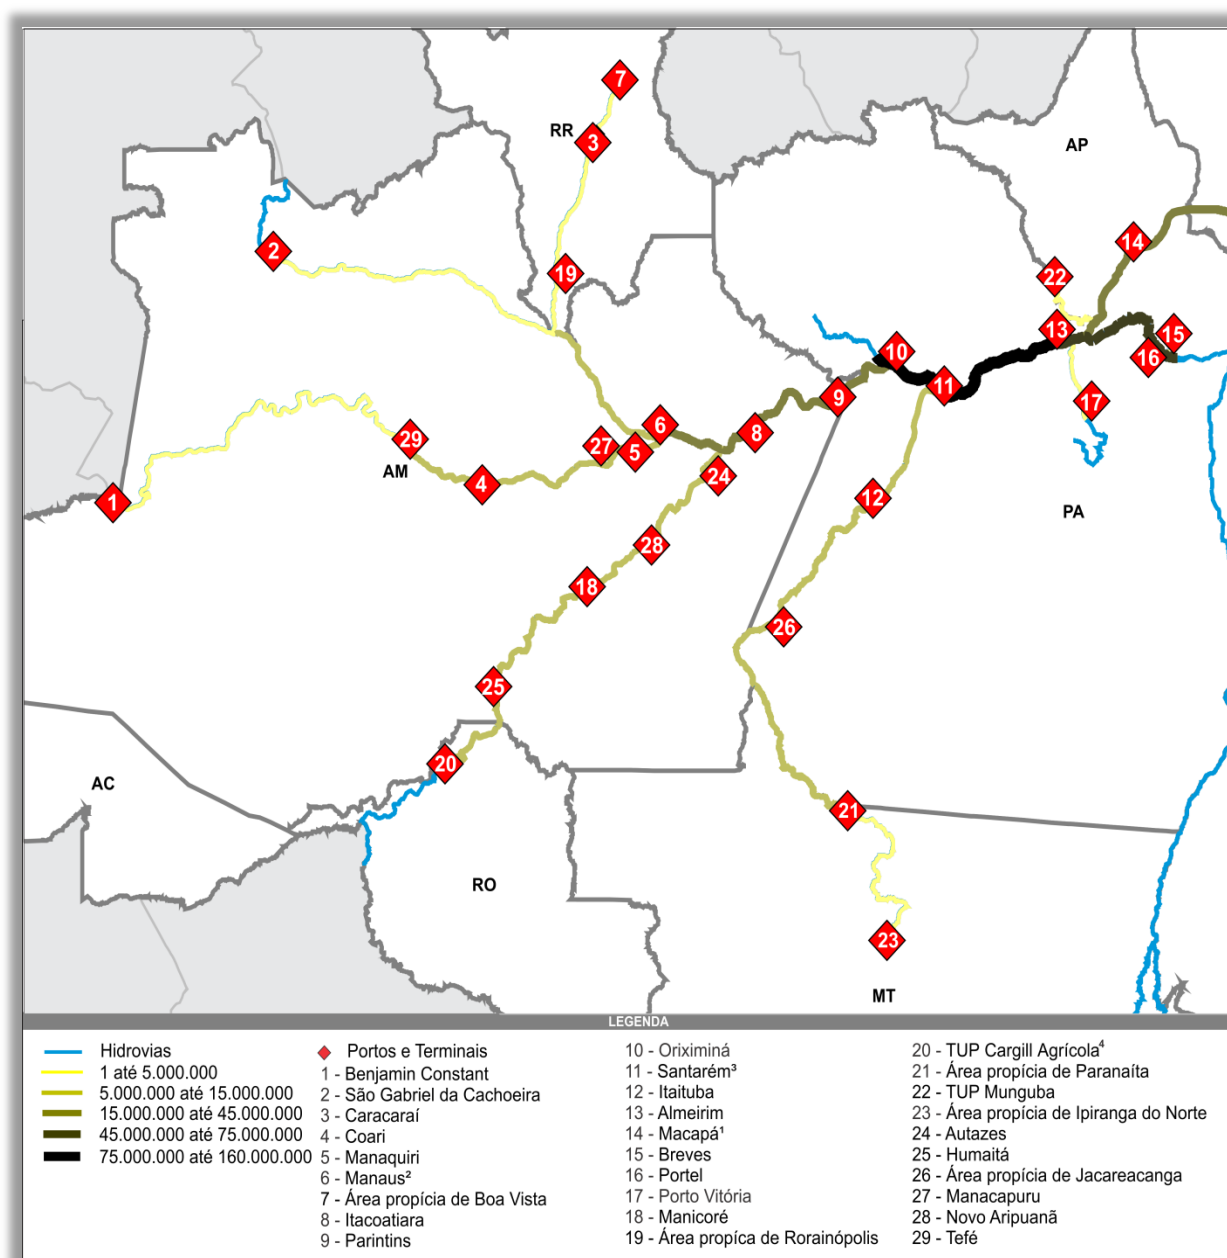 7
RR
3
AP
14
2
19
22
13
15
10
16
11
9
17
6
8
29
27
5
AM
4
24
12
1
PA
28
18
26
25
20
AC
21
RO
23
MT
LEGENDA
Hidrovias
1 até 5.000.000
5.000.000 até 15.000.000
15.000.000 até 45.000.000
45.000.000 até 75.000.000
75.000.000 até 160.000.000
Portos e Terminais
1 - Benjamin Constant
2 - São Gabriel da Cachoeira
3 - Caracaraí
4 - Coari
5 - Manaquiri
6 - Manaus²
7 - Área propícia de Boa Vista
8 - Itacoatiara
9 - Parintins
10 - Oriximiná
11 - Santarém³
12 - Itaituba
13 - Almeirim
14 - Macapá¹
15 - Breves
16 - Portel
17 - Porto Vitória
18 - Manicoré
19 - Área propíca de Rorainópolis
20 - TUP Cargill Agrícola⁴
21 - Área propícia de Paranaíta
22 - TUP Munguba
23 - Área propícia de Ipiranga do Norte
24 - Autazes
25 - Humaitá
26 - Área propícia de Jacareacanga
27 - Manacapuru
28 - Novo Aripuanã
29 - Tefé